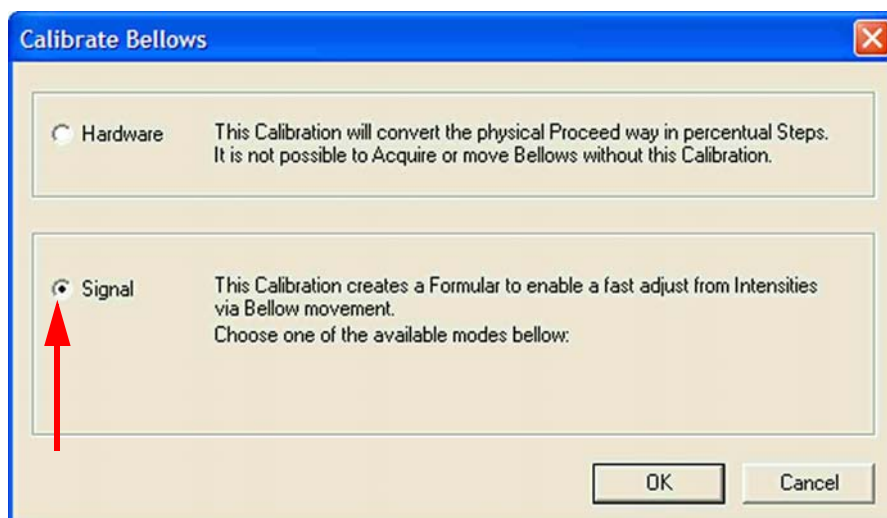 Calibrate Bellows
Hardware
This Calibration will convert the physical Proceed way in percentual Steps.
It is not possible to Acquire or move Bellows without this Calibration.
Signal
This Calibration creates a Formular to enable a fast adjust from Intensities
via Bellow movement.
Choose one of the available modes bellow:
OK
Cancel